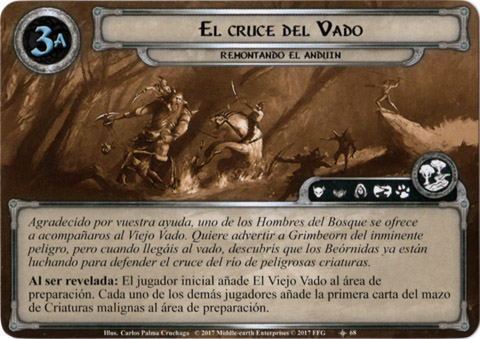 3A
El cruce del Vado
Remontando el Anduin
Agradecido por vuestra ayuda, uno de los Hombres del Bosque se ofrece
a acompañaros al Viejo Vado. Quiere advertir a Grimbeorn del inminente
peligro, pero cuando llegáis al vado, descubrís que los Beórnidas ya están
luchando para defender el cruce del río de peligrosas criaturas.
Al ser revelada: El jugador inicial añade El Viejo Vado al área de
preparación. Cada uno de los demás jugadores añade la primera carta del mazo
de Criaturas malignas al área de preparación.
Ilus. Carlos Palma Cruchaga © 2017 Middle-earth Enterprises © 2017 FFG 68